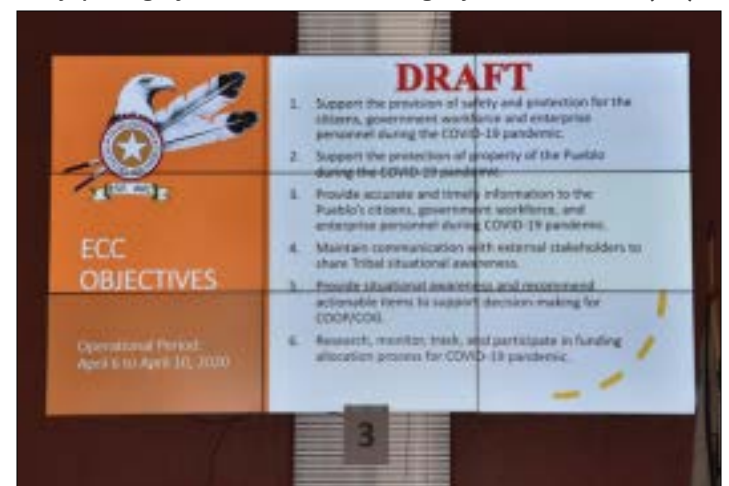 DRAFT
1. Support the provision of safety and protection for the
citizens, government workforce and enterprise
personnel during the COVID-19 pandemic.
2. Support the protection of property of the Pueblo
during the COVID-19 pandemic.
3. Provide accurate and timely information to the
Pueblo's citizens, government workforce, and
enterprise personnel during COVID-19 pandemic.
4. Maintain communication with external stakeholders to
share Tribal situational awareness.
5. Provide situational awareness and recommend
actionable items to support decision-making for
COOP/COG.
6. Research, monitor, track, and participate in funding
allocation process for COVID-19 pandemic.
EST. 1682
ECC
OBJECTIVES
Operational Period:
April 6 to April 10, 2020
3